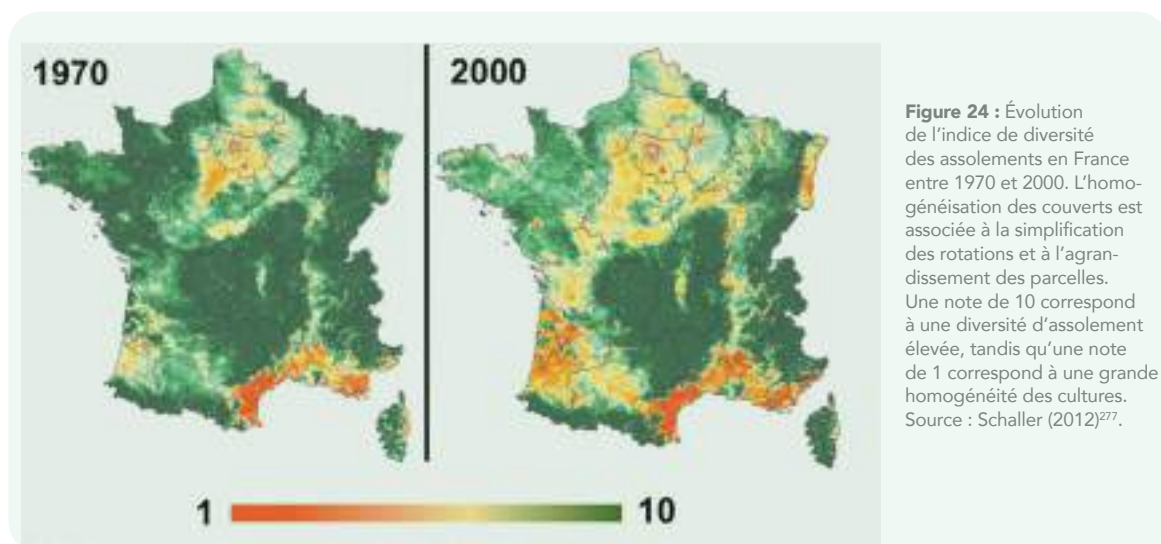 1970
2000
1
10
Figure 24 : Évolution
de l'indice de diversité
des assolements en France
entre 1970 et 2000. L'homo-
généisation des couverts est
associée à la simplification
des rotations et à l'agran-
dissement des parcelles.
Une note de 10 correspond
à une diversité d'assolement
élevée, tandis qu'une note
de 1 correspond à une grande
homogénéité des cultures.
Source : Schaller (2012)²⁷⁷.